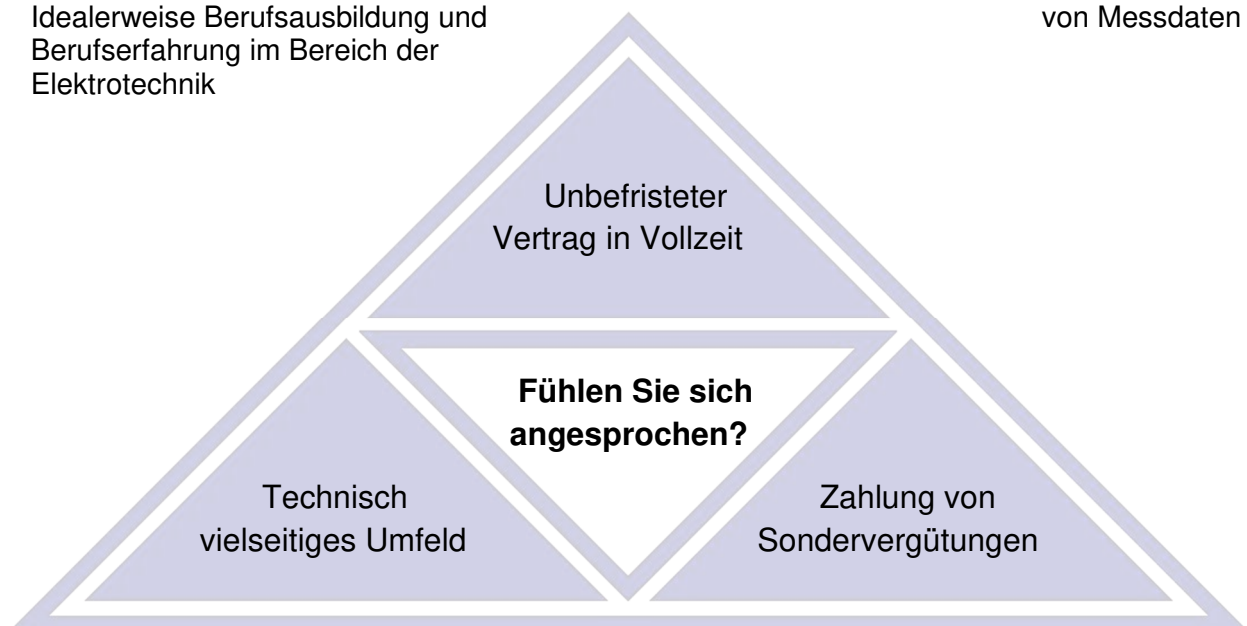 Idealerweise Berufsausbildung und
Berufserfahrung im Bereich der
Elektrotechnik
von Messdaten
Unbefristeter
Vertrag in Vollzeit
Fühlen Sie sich
angesprochen?
Technisch
vielseitiges Umfeld
Zahlung von
Sondervergütungen